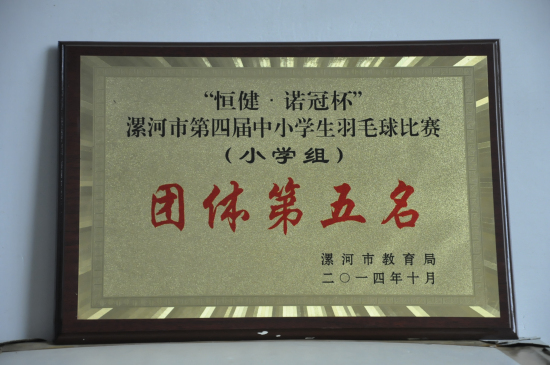 “恒健·诺冠杯”
漯河市第四届中小学生羽毛球比赛
（小学组）
团体第五名
漯河市教育局
二〇一四年十月